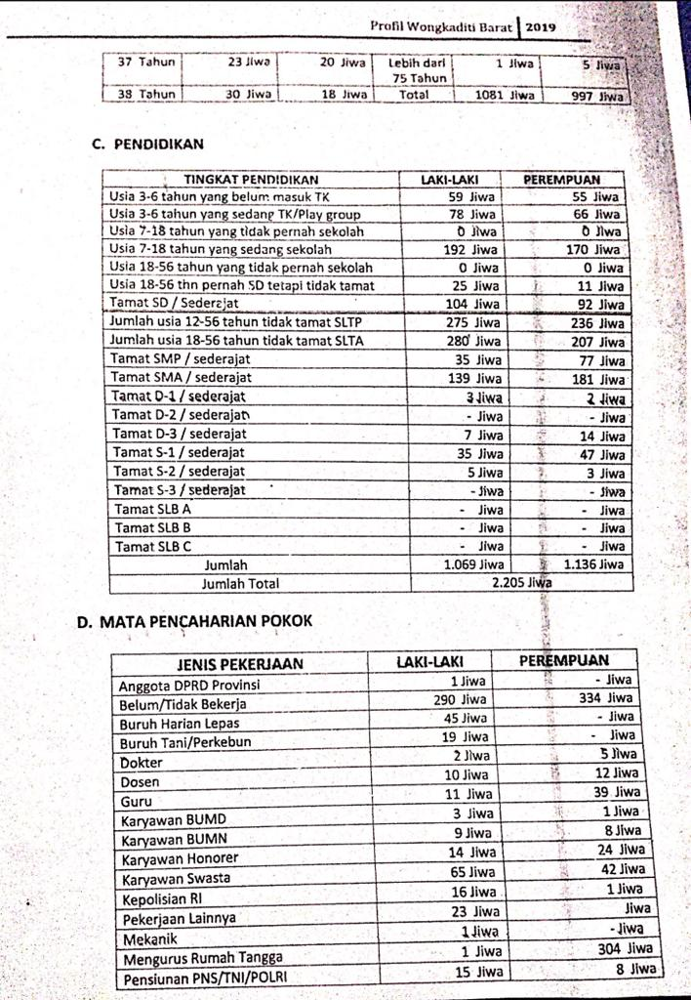 Profil Wongkaditi Barat | 2019
37 Tahun 23 Jiwa 20 Jiwa Lebih dari 75 Tahun 1 Jiwa 5 Jiwa
38 Tahun 30 Jiwa 18 Jiwa Total 1081 Jiwa 997 Jiwa
C. PENDIDIKAN
TINGKAT PENDIDIKAN LAKI-LAKI PEREMPUAN
Usia 3-6 tahun yang belum masuk TK 59 Jiwa 55 Jiwa
Usia 3-6 tahun yang sedang TK/Play group 78 Jiwa 66 Jiwa
Usia 7-18 tahun yang tidak pernah sekolah 0 Jiwa 0 Jiwa
Usia 7-18 tahun yang sedang sekolah 192 Jiwa 170 Jiwa
Usia 18-56 tahun yang tidak pernah sekolah 0 Jiwa 0 Jiwa
Usia 18-56 thn pernah SD tetapi tidak tamat 25 Jiwa 11 Jiwa
Tamat SD / Sederajat 104 Jiwa 92 Jiwa
Jumlah usia 12-56 tahun tidak tamat SLTP 275 Jiwa 236 Jiwa
Jumlah usia 18-56 tahun tidak tamat SLTA 280 Jiwa 207 Jiwa
Tamat SMP / sederajat 35 Jiwa 77 Jiwa
Tamat SMA / sederajat 139 Jiwa 181 Jiwa
Tamat D-1 / sederajat 3 Jiwa 2 Jiwa
Tamat D-2 / sederajat - Jiwa - Jiwa
Tamat D-3 / sederajat 7 Jiwa 14 Jiwa
Tamat S-1 / sederajat 35 Jiwa 47 Jiwa
Tamat S-2 / sederajat 5 Jiwa 3 Jiwa
Tamat S-3 / sederajat - Jiwa - Jiwa
Tamat SLB A - Jiwa - Jiwa
Tamat SLB B - Jiwa - Jiwa
Tamat SLB C - Jiwa - Jiwa
Jumlah 1.069 Jiwa 1.136 Jiwa
Jumlah Total 2.205 Jiwa
D. MATA PENCAHARIAN POKOK
JENIS PEKERJAAN LAKI-LAKI PEREMPUAN
Anggota DPRD Provinsi 1 Jiwa - Jiwa
Belum/Tidak Bekerja 290 Jiwa 334 Jiwa
Buruh Harian Lepas 45 Jiwa - Jiwa
Buruh Tani/Perkebun 19 Jiwa - Jiwa
Dokter 2 Jiwa 5 Jiwa
Dosen 10 Jiwa 12 Jiwa
Guru 11 Jiwa 39 Jiwa
Karyawan BUMD 3 Jiwa 1 Jiwa
Karyawan BUMN 9 Jiwa 8 Jiwa
Karyawan Honorer 14 Jiwa 24 Jiwa
Karyawan Swasta 65 Jiwa 42 Jiwa
Kepolisian RI 16 Jiwa 1 Jiwa
Pekerjaan Lainnya 23 Jiwa Jiwa
Mekanik 1 Jiwa - Jiwa
Mengurus Rumah Tangga 1 Jiwa 304 Jiwa
Pensiunan PNS/TNI/POLRI 15 Jiwa 8 Jiwa